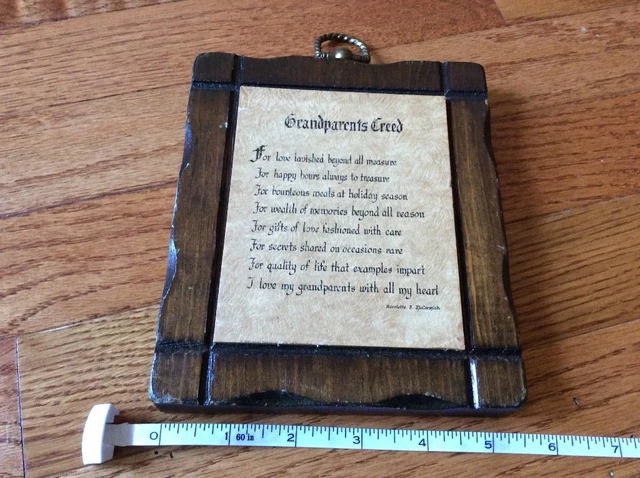 Grandparents Creed
For love lavished beyond all measure
For happy hours always to treasure
For bounteous meals at holiday season
For wealth of memories beyond all reason
For gifts of love fashioned with care
For secrets shared on occasions rare
For quality of life that examples impart
I love my grandparents with all my heart
0 1 60 in 2 3 4 5 6 7